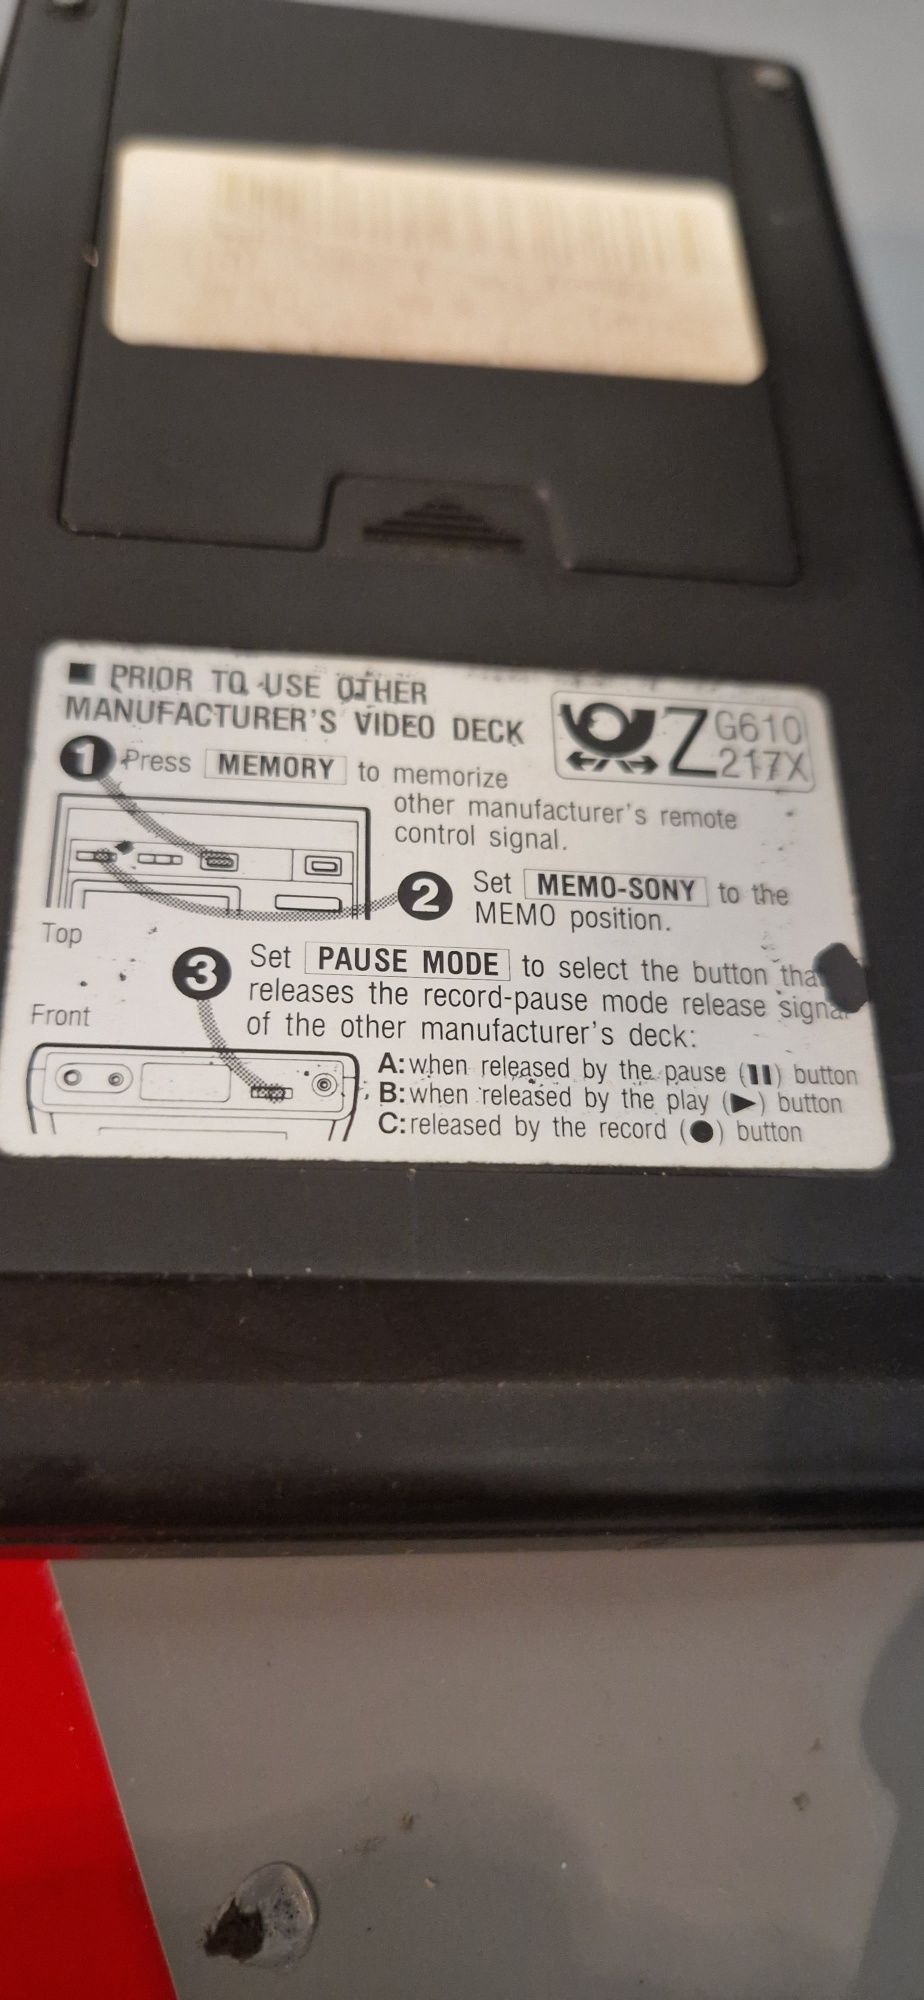 ■ PRIOR TO USE OTHER
MANUFACTURER'S VIDEO DECK
Z G610
217X
1 Press MEMORY to memorize
other manufacturer's remote
control signal.
2 Set MEMO-SONY to the
MEMO position.
Top
3 Set PAUSE MODE to select the button
releases the record-pause mode release
of the other manufacturer's deck:
Front
A: when released by the pause (❚❚) button
B: when released by the play (▶) button
C: released by the record (●) button